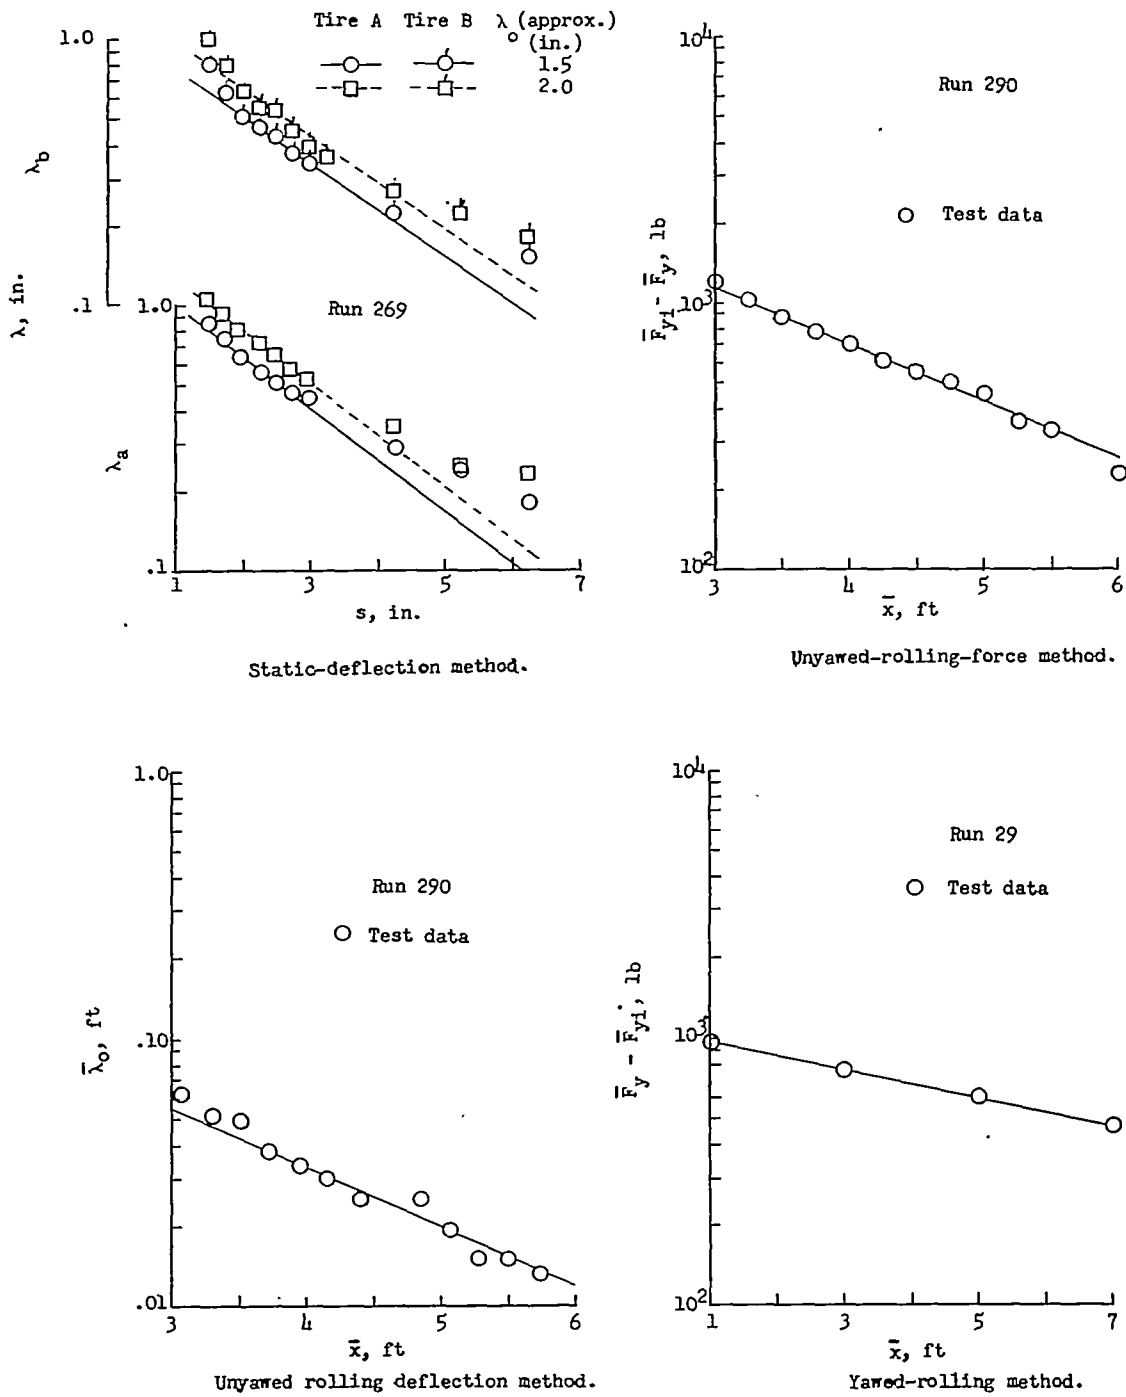 Tire A Tire B λ (approx.)
o (in.)
1.5
2.0
1.0
λb
.1
λ, in.
Run 269
1.0
λa
.1
1 3 5 7
s, in.
Static-deflection method.
10⁴
Run 290
Test data
F̅yi- F̅y, lb
10³
10²
3 4 5 6
x̄, ft
Unyawed-rolling-force method.
1.0
Run 290
Test data
λ̅o, ft
.10
.01
3 4 5 6
x̄, ft
Unyawed rolling deflection method.
10⁴
Run 29
Test data
F̅y - F̅yi, lb
10³
10²
1 3 5 7
x̄, ft
Yawed-rolling method.